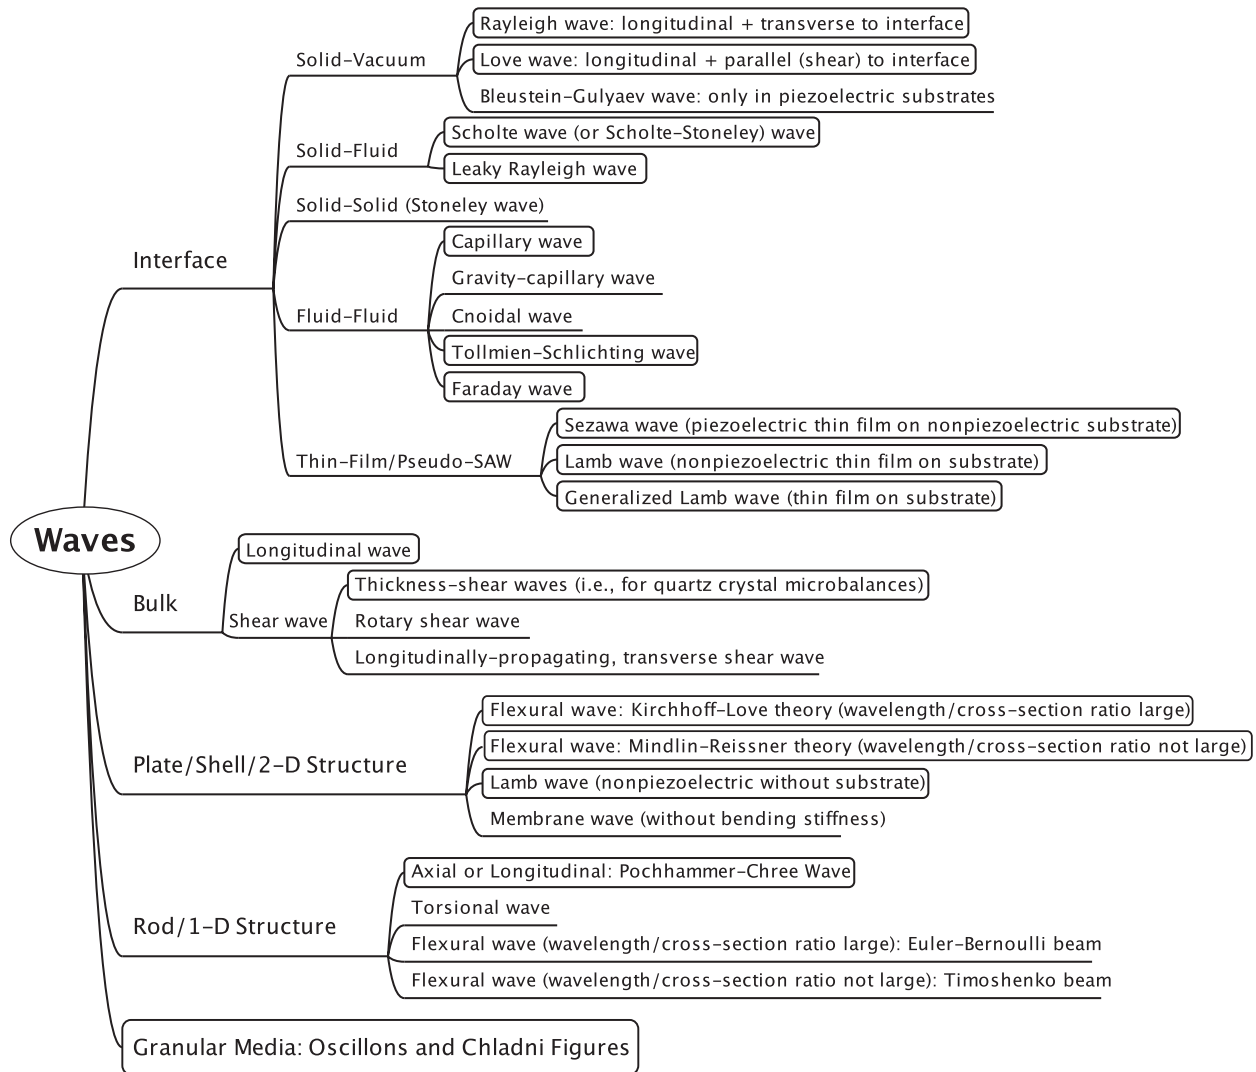 Rayleigh wave: longitudinal + transverse to interface
Solid-Vacuum
Love wave: longitudinal + parallel (shear) to interface
Bleustein-Gulyaev wave: only in piezoelectric substrates
Scholte wave (or Scholte-Stoneley) wave
Solid-Fluid
Leaky Rayleigh wave
Solid-Solid (Stoneley wave)
Capillary wave
Interface
Gravity-capillary wave
Fluid-Fluid
Cnoidal wave
Tollmien-Schlichting wave
Faraday wave
Sezawa wave (piezoelectric thin film on nonpiezoelectric substrate)
Thin-Film/Pseudo-SAW
Lamb wave (nonpiezoelectric thin film on substrate)
Generalized Lamb wave (thin film on substrate)
Waves
Longitudinal wave
Thickness-shear waves (i.e., for quartz crystal microbalances)
Bulk
Shear wave
Rotary shear wave
Longitudinally-propagating, transverse shear wave
Flexural wave: Kirchhoff-Love theory (wavelength/cross-section ratio large)
Flexural wave: Mindlin-Reissner theory (wavelength/cross-section ratio not large)
Plate/Shell/2-D Structure
Lamb wave (nonpiezoelectric without substrate)
Membrane wave (without bending stiffness)
Axial or Longitudinal: Pochhammer-Chree Wave
Torsional wave
Rod/1-D Structure
Flexural wave (wavelength/cross-section ratio large): Euler-Bernoulli beam
Flexural wave (wavelength/cross-section ratio not large): Timoshenko beam
Granular Media: Oscillons and Chladni Figures